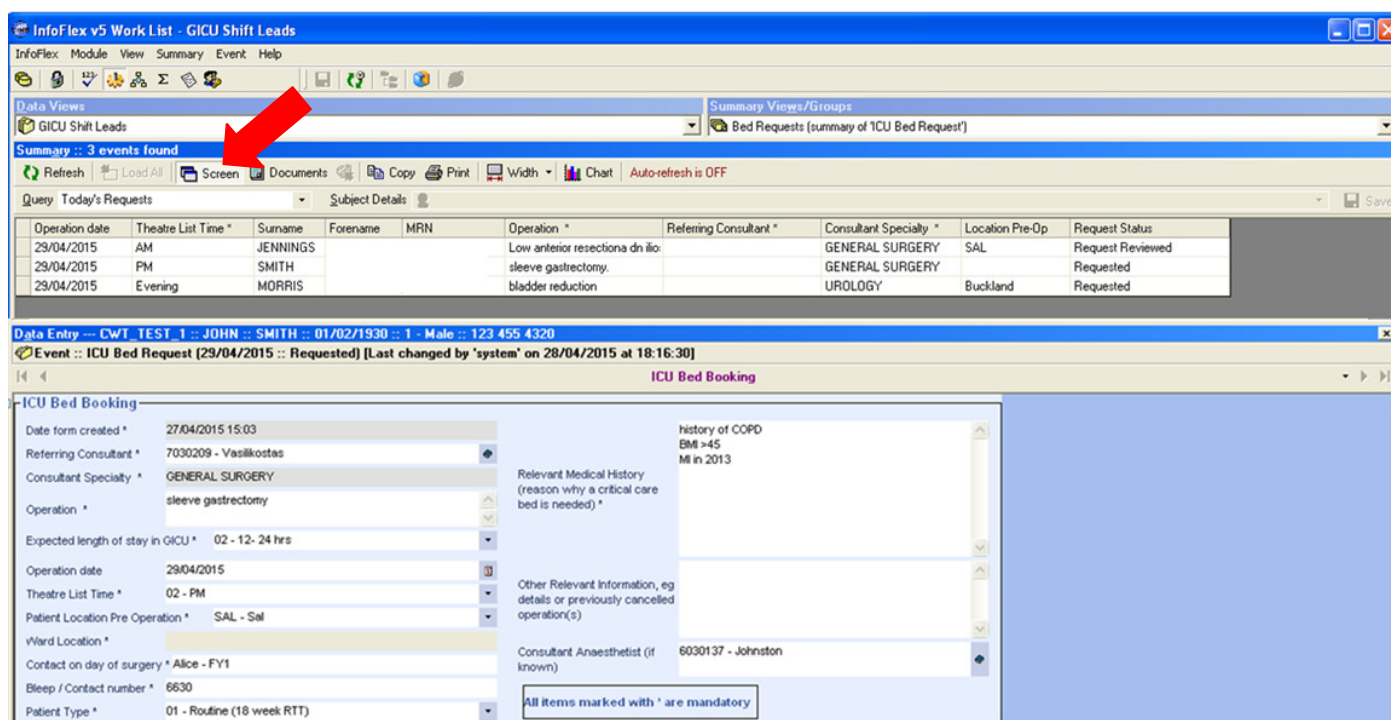 InfoFlex v5 Work List - GICU Shift Leads
InfoFlex Module View Summary Event Help
Data Views Summary Views/Groups
GICU Shift Leads Bed Requests (summary of 'ICU Bed Request')
Summary :: 3 events found
Refresh Load All Screen Documents Copy Print Width Chart Auto-refresh is OFF
Query Today's Requests Subject Details Save
Operation date Theatre List Time * Surname Forename MRN Operation * Referring Consultant * Consultant Specialty * Location Pre-Op Request Status
29/04/2015 AM JENNINGS Low anterior resectiona dn ilio: GENERAL SURGERY SAL Request Reviewed
29/04/2015 PM SMITH sleeve gastrectomy. GENERAL SURGERY Requested
29/04/2015 Evening MORRIS bladder reduction UROLOGY Buckland Requested
Data Entry --- CWT_TEST_1 :: JOHN :: SMITH :: 01/02/1930 :: 1 - Male :: 123 455 4320
Event :: ICU Bed Request (29/04/2015 :: Requested) [Last changed by 'system' on 28/04/2015 at 18:16:30]
ICU Bed Booking
ICU Bed Booking
Date form created * 27/04/2015 15:03
Referring Consultant * 7030209 - Vasilikostas
Consultant Specialty * GENERAL SURGERY
Operation * sleeve gastrectomy
Expected length of stay in GICU * 02 - 12- 24 hrs
Operation date 29/04/2015
Theatre List Time * 02 - PM
Patient Location Pre Operation * SAL - Sal
Ward Location *
Contact on day of surgery * Alice - FY1
Bleep / Contact number * 6630
Patient Type * 01 - Routine (18 week RTT)
history of COPD
BMI >45
MI in 2013
Relevant Medical History
(reason why a critical care
bed is needed) *
Other Relevant Information, eg
details or previously cancelled
operation(s)
Consultant Anaesthetist (if
known) 6030137 - Johnston
All items marked with * are mandatory